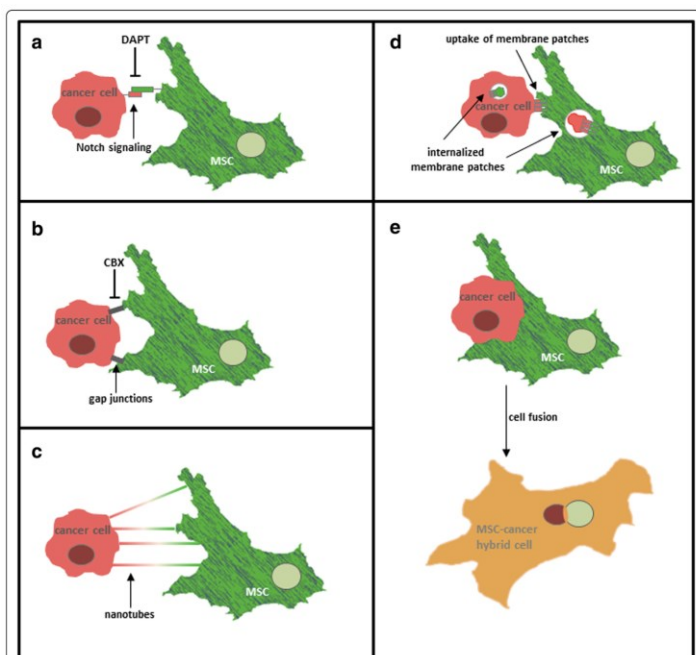 a
DAPT
cancer cell
Notch signaling
MSC
b
CBX
cancer cell
MSC
gap junctions
c
cancer cell
MSC
nanotubes
d
uptake of membrane patches
cancer cell
internalized
membrane patches
MSC
e
cancer cell
MSC
cell fusion
MSC-cancer
hybrid cell